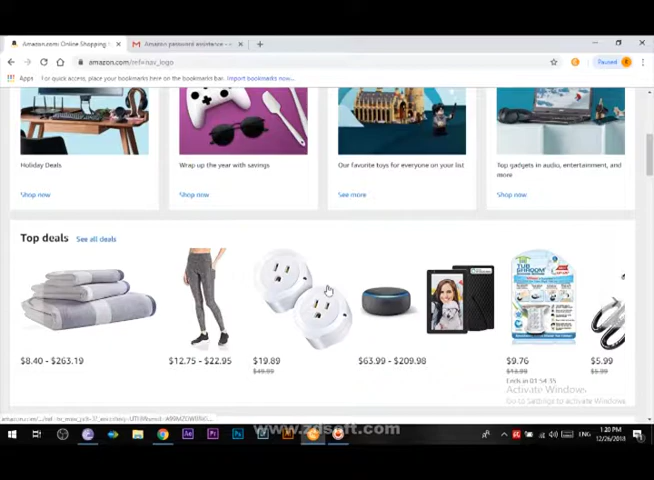 Amazon.com: Online Shopping
Amazon password assistance -
amazon.com/ref=nav_logo
Paused
Apps
For quick access, place your bookmarks here on the bookmarks bar. Import bookmarks now...
Holiday Deals
Wrap up the year with savings
Our favorite toys for everyone on your list
Top gadgets in audio, entertainment, and more
Shop now
Shop now
See more
Shop now
Top deals
See all deals
TUB SHROOM
$8.40 - $263.19
$12.75 - $22.95
$19.89
$49.99
$63.99 - $209.98
$9.76
$13.99
Ends in 01:54:35
$5.99
$5.99
Activate Windows
Go to Settings to activate Windows.
www.zdsoft.com
1:20 PM
12/26/2018